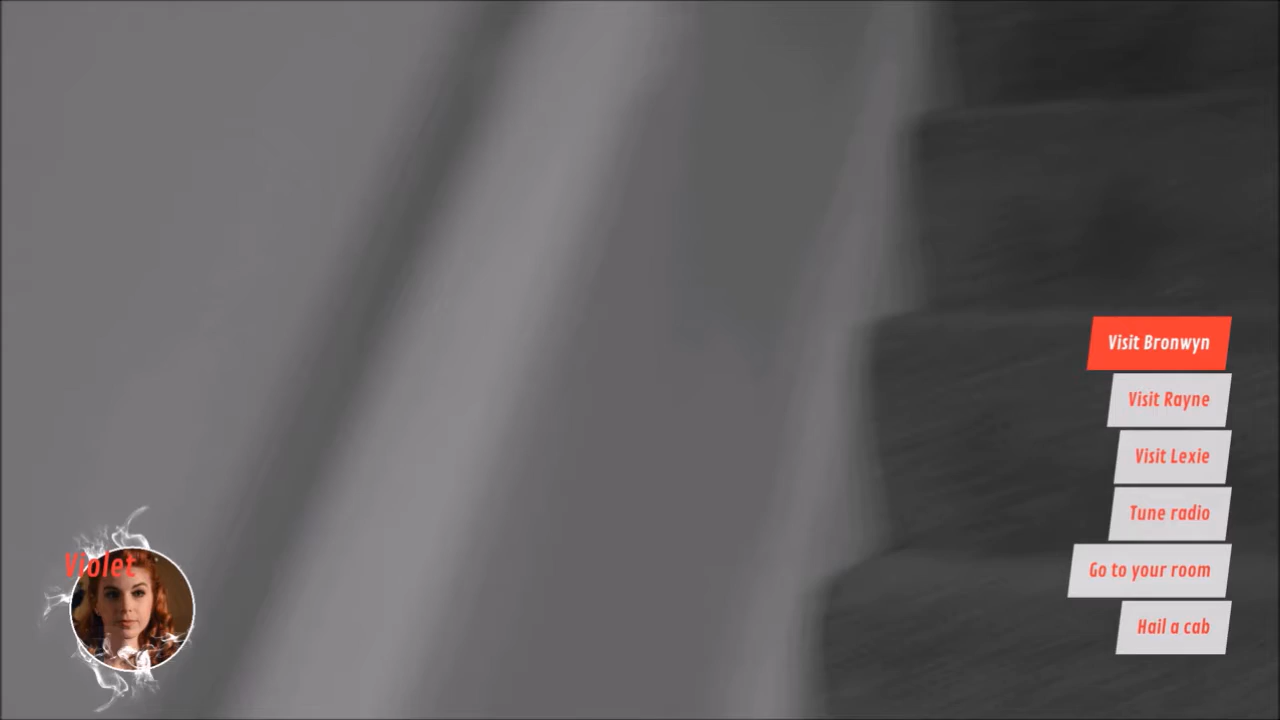 Visit Bronwyn
Visit Rayne
Visit Lexie
Tune radio
Violet
Go to your room
Hail a cab